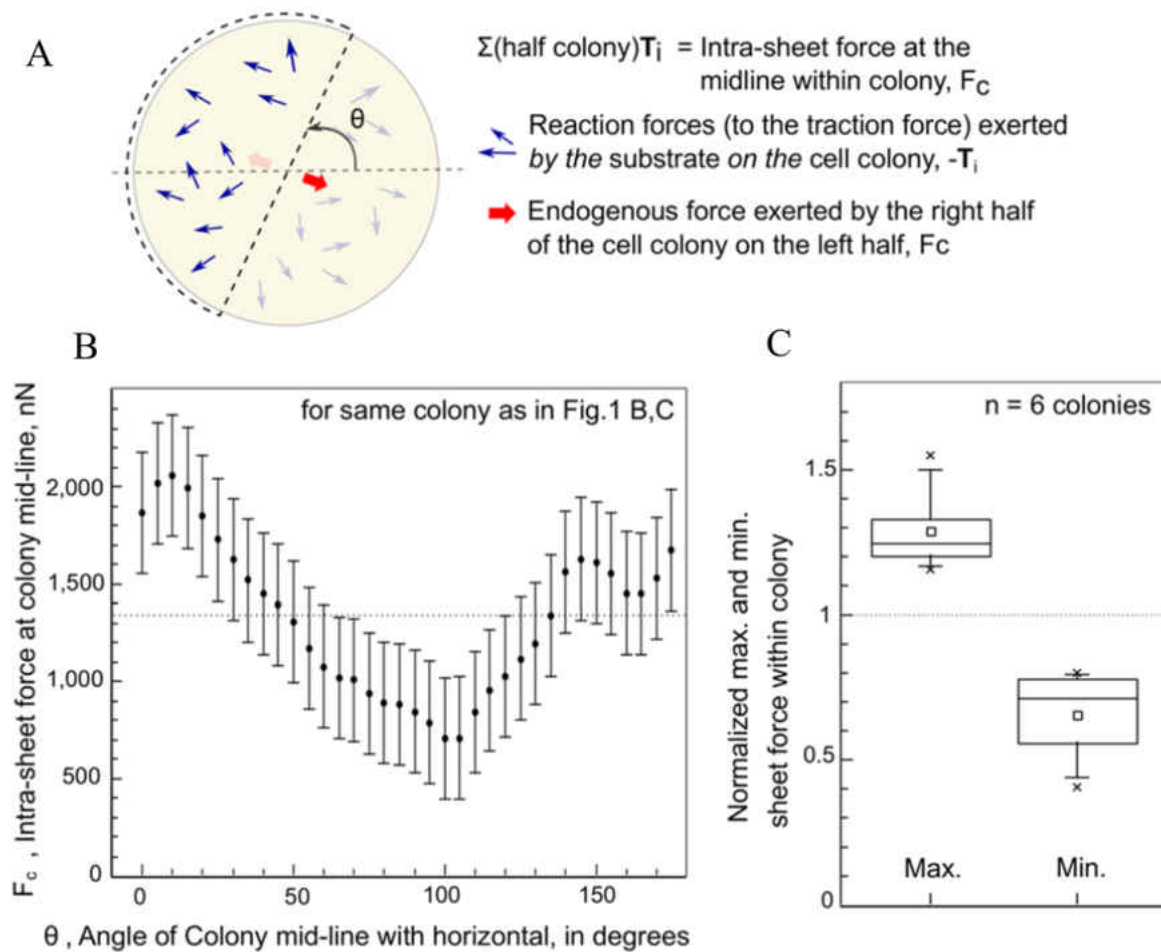 A
θ
Σ(half colony)Ti = Intra-sheet force at the
midline within colony, FC
Reaction forces (to the traction force) exerted
by the substrate on the cell colony, -Ti
Endogenous force exerted by the right half
of the cell colony on the left half, Fc
B
for same colony as in Fig.1 B,C
Fc , Intra-sheet force at colony mid-line, nN
2,000
1,500
1,000
500
0
0
50
100
150
θ , Angle of Colony mid-line with horizontal, in degrees
C
n = 6 colonies
Normalized max. and min.
sheet force within colony
1.5
1
0.5
0
Max.
Min.